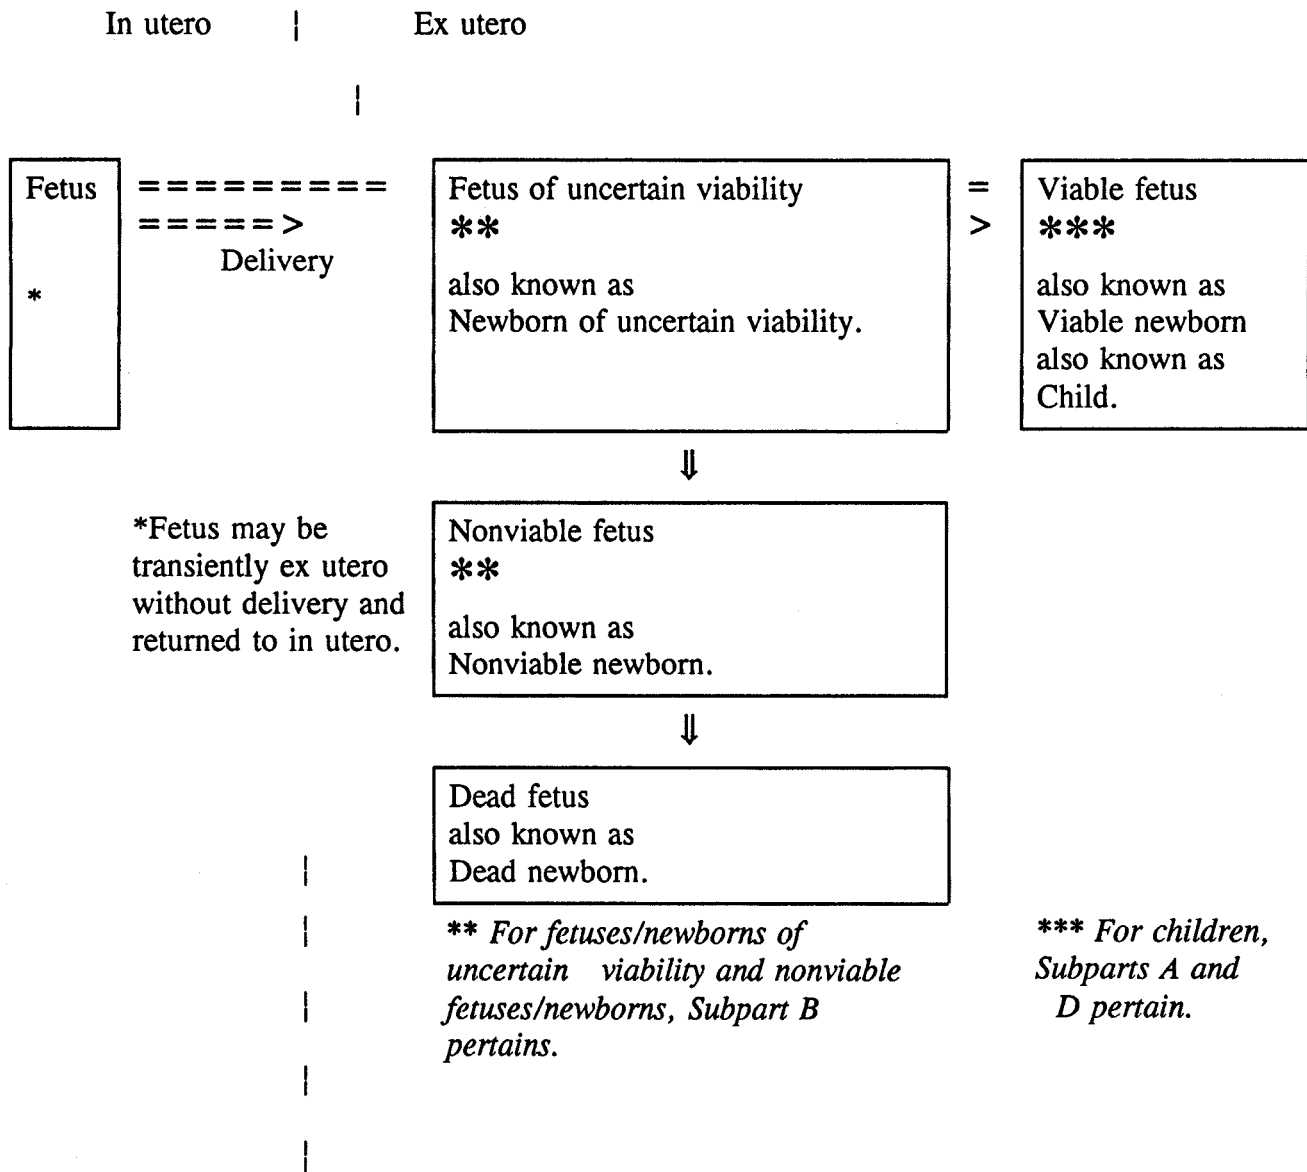 In utero | Ex utero
|
Fetus
*
= = = = = = = = =
= = = = = >
Delivery
Fetus of uncertain viability
**
also known as
Newborn of uncertain viability.
=
>
Viable fetus
***
also known as
Viable newborn
also known as
Child.
⇓
*Fetus may be
transiently ex utero
without delivery and
returned to in utero.
Nonviable fetus
**
also known as
Nonviable newborn.
⇓
Dead fetus
also known as
Dead newborn.
** For fetuses/newborns of
uncertain viability and nonviable
fetuses/newborns, Subpart B
pertains.
*** For children,
Subparts A and
D pertain.